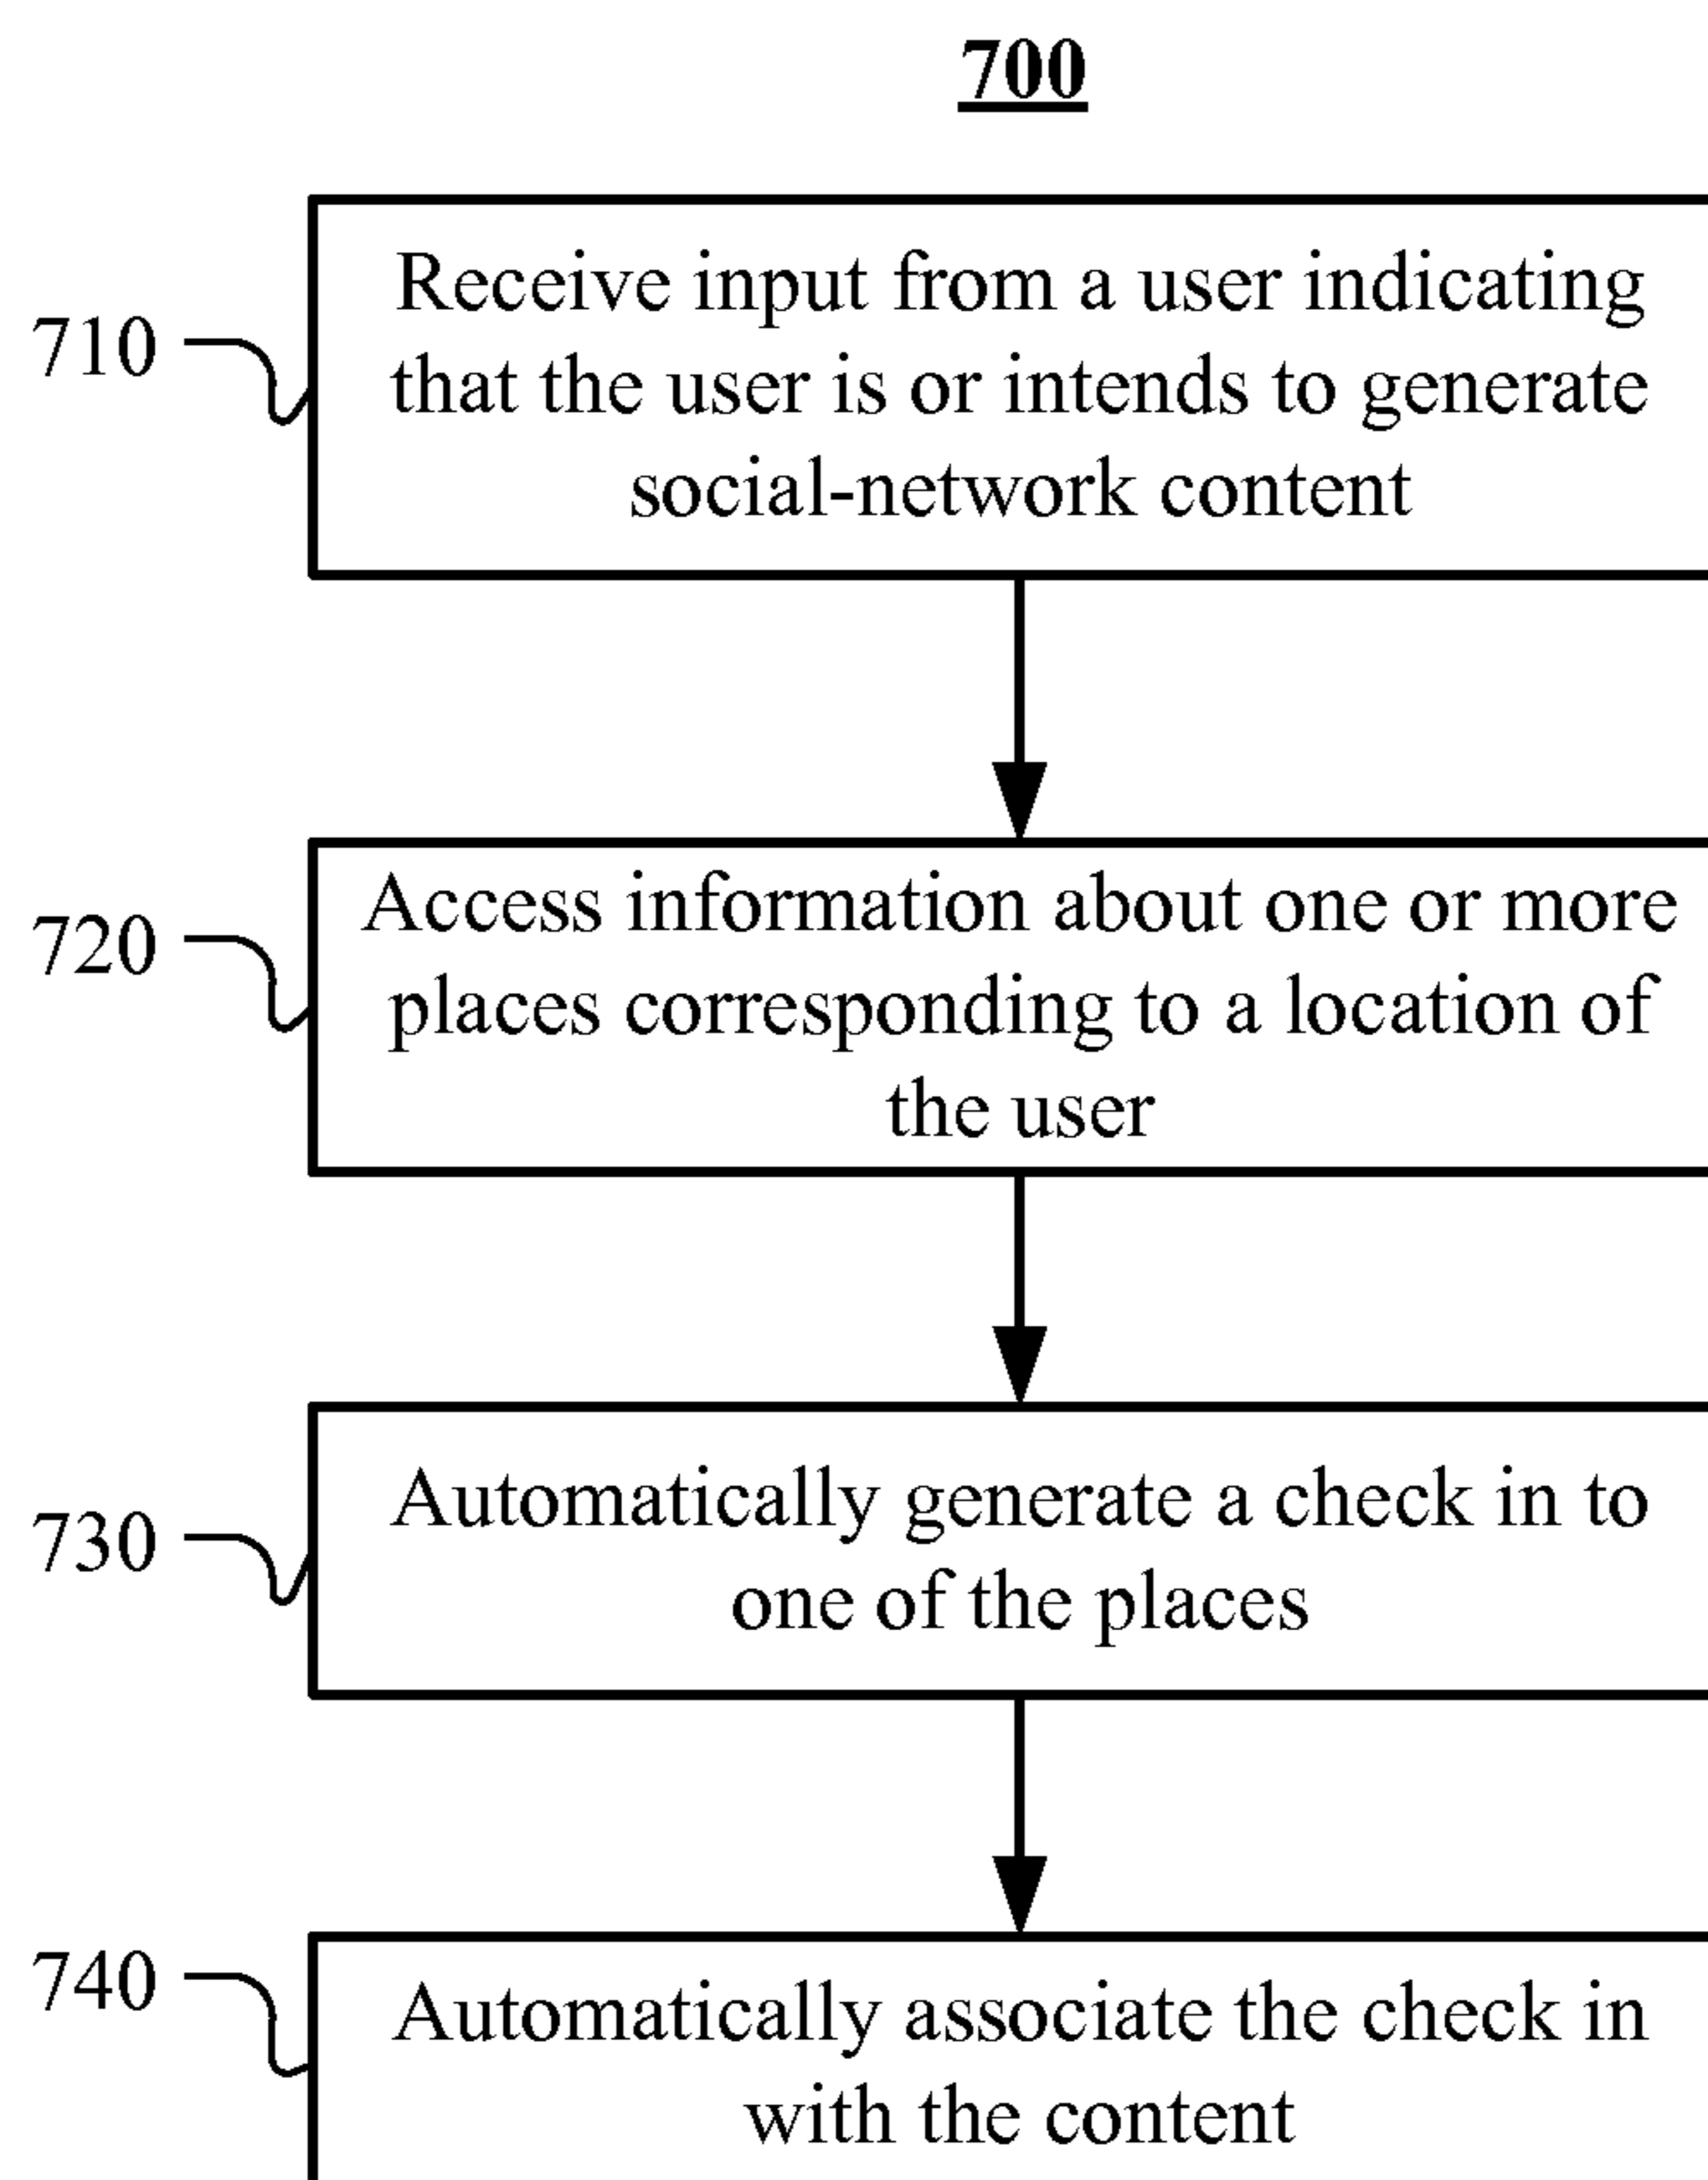 700
710
Receive input from a user indicating
that the user is or intends to generate
social-network content
720
Access information about one or more
places corresponding to a location of
the user
730
Automatically generate a check in to
one of the places
740
Automatically associate the check in
with the content